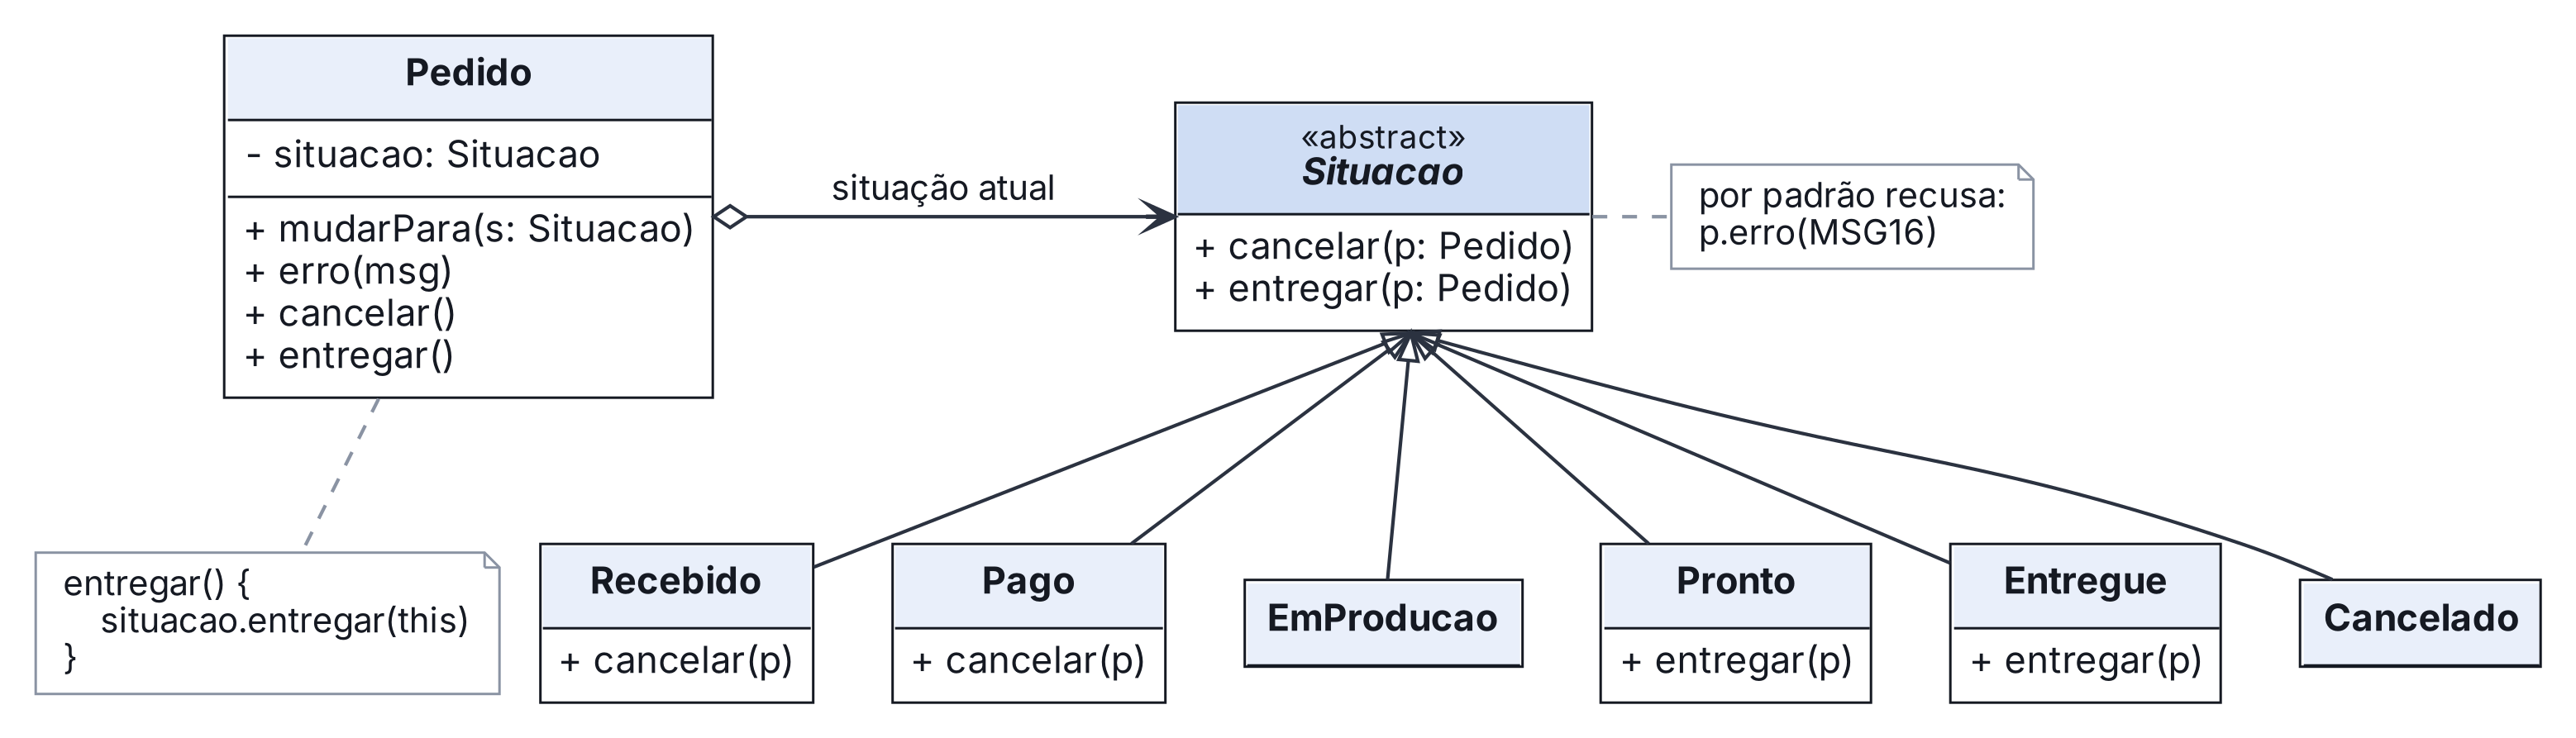 Pedido
- situacao: Situacao
+ mudarPara(s: Situacao)
+ erro(msg)
+ cancelar()
+ entregar()
situação atual
«abstract»
Situacao
+ cancelar(p: Pedido)
+ entregar(p: Pedido)
por padrão recusa:
p.erro(MSG16)
entregar() {
situacao.entregar(this)
}
Recebido
+ cancelar(p)
Pago
+ cancelar(p)
EmProducao
Pronto
+ entregar(p)
Entregue
+ entregar(p)
Cancelado